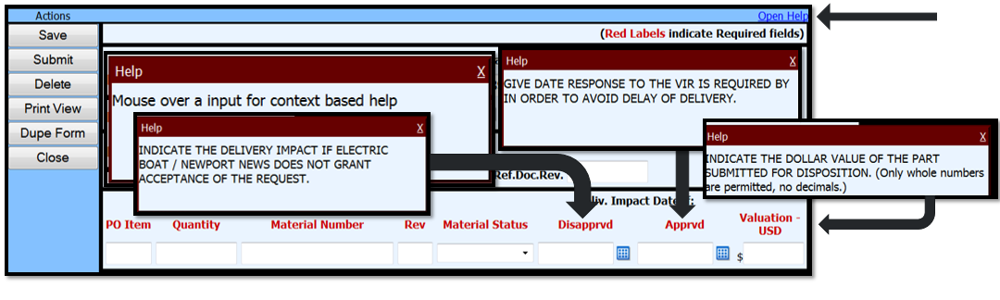 Actions
Open Help
Save
Submit
Delete
Print View
Dupe Form
Close
(Red Labels indicate Required fields)
Help
X
Mouse over a input for context based help
Help
X
GIVE DATE RESPONSE TO THE VIR IS REQUIRED BY
IN ORDER TO AVOID DELAY OF DELIVERY.
Help
X
INDICATE THE DELIVERY IMPACT IF ELECTRIC
BOAT / NEWPORT NEWS DOES NOT GRANT
ACCEPTANCE OF THE REQUEST.
Help
X
INDICATE THE DOLLAR VALUE OF THE PART
SUBMITTED FOR DISPOSITION. (Only whole numbers
are permitted, no decimals.)
Ref.Doc.Rev.
Impact Date
PO Item Quantity Material Number Rev Material Status Disapprvd Apprvd Valuation -
USD
$